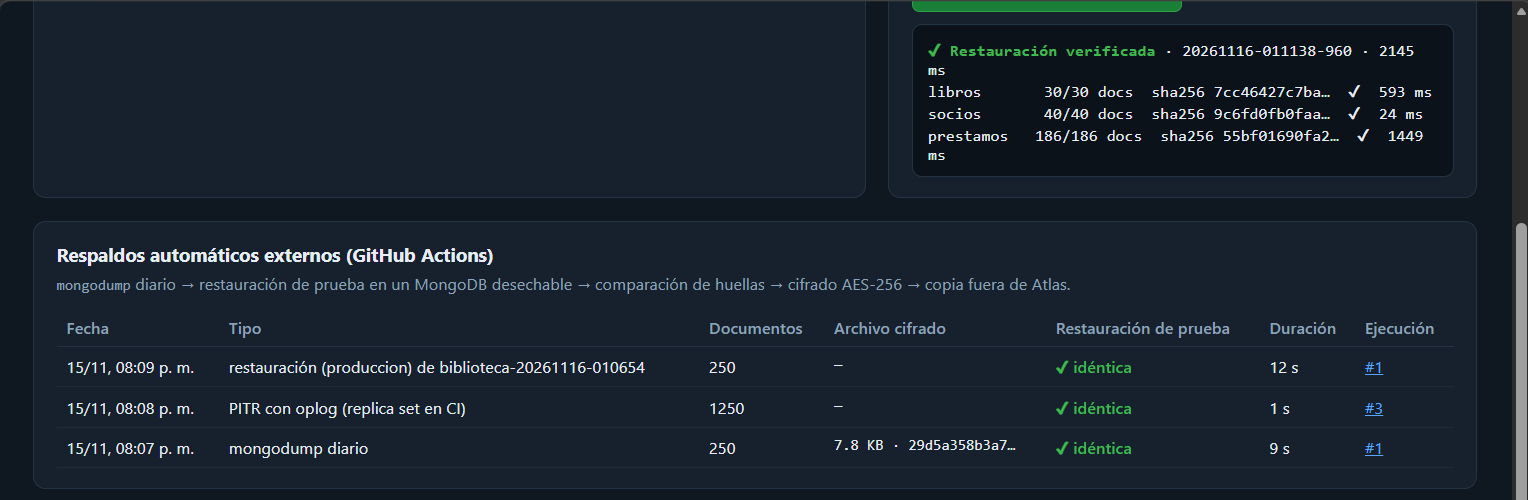 ✓ Restauración verificada · 20261116-011138-960 · 2145
ms
libros 30/30 docs sha256 7cc46427c7ba… ✓ 593 ms
socios 40/40 docs sha256 9c6fd0fb0faa… ✓ 24 ms
prestamos 186/186 docs sha256 55bf01690fa2… ✓ 1449
ms
Respaldos automáticos externos (GitHub Actions)
mongodump diario → restauración de prueba en un MongoDB desechable → comparación de huellas → cifrado AES-256 → copia fuera de Atlas.
Fecha Tipo Documentos Archivo cifrado Restauración de prueba Duración Ejecución
15/11, 08:09 p. m. restauración (produccion) de biblioteca-20261116-010654 250 — ✓ idéntica 12 s #1
15/11, 08:08 p. m. PITR con oplog (replica set en CI) 1250 — ✓ idéntica 1 s #3
15/11, 08:07 p. m. mongodump diario 250 7.8 KB · 29d5a358b3a7… ✓ idéntica 9 s #1